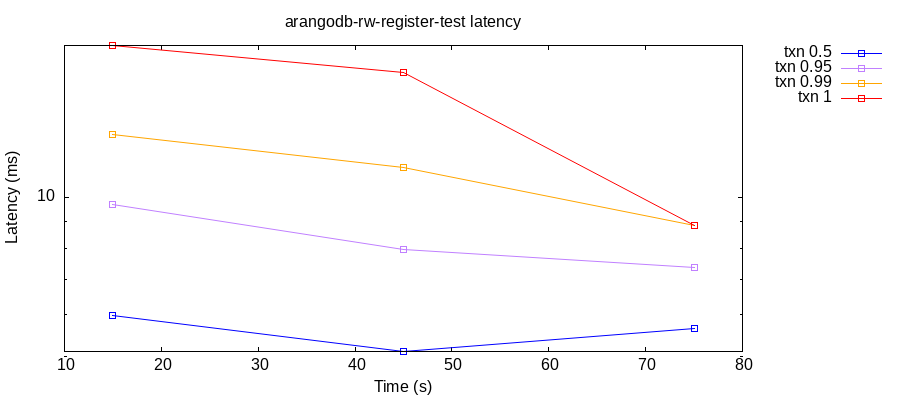 arangodb-rw-register-test latency
txn 0.5
txn 0.95
txn 0.99
txn 1
Latency (ms)
10
10 20 30 40 50 60 70 80
Time (s)